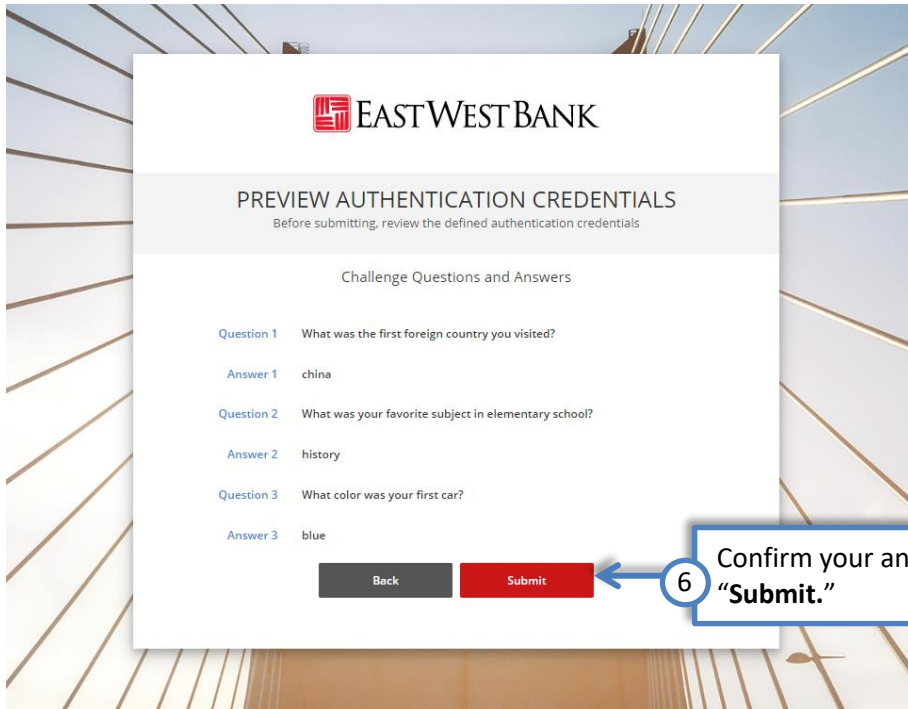 EAST WEST BANK
PREVIEW AUTHENTICATION CREDENTIALS
Before submitting, review the defined authentication credentials
Challenge Questions and Answers
Question 1 What was the first foreign country you visited?
Answer 1 china
Question 2 What was your favorite subject in elementary school?
Answer 2 history
Question 3 What color was your first car?
Answer 3 blue
Back Submit
6 Confirm your an
“Submit.”